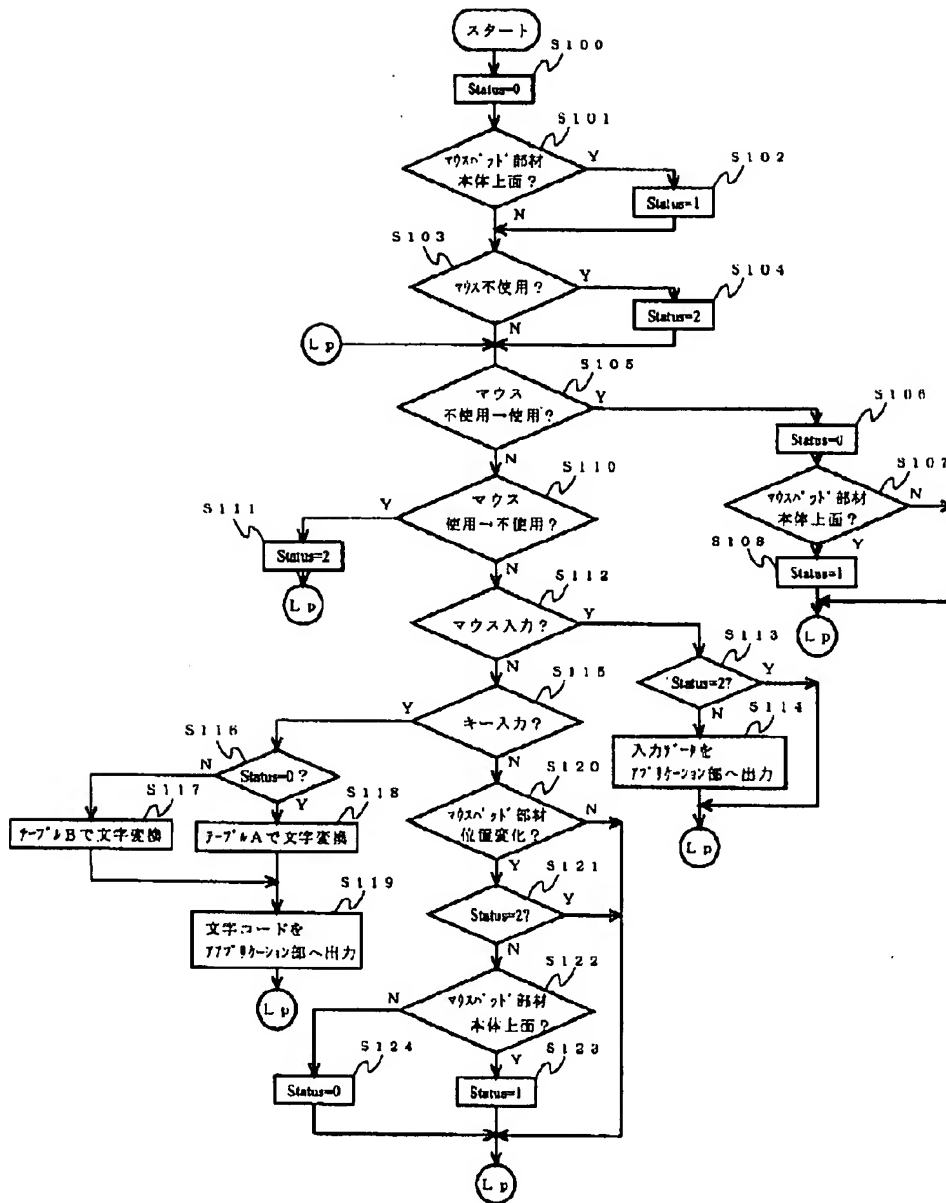 スタート
S100
Status=0
S101
マウスパッド部材
本体上面?
Y
N
S102
Status=1
S103
マウス不使用?
Y
N
S104
Status=2
Lp
S105
マウス
不使用→使用?
Y
N
S106
Status=0
S107
マウスパッド部材
本体上面?
N
Y
S108
Status=1
Lp
S110
マウス
使用→不使用?
Y
N
S111
Status=2
Lp
S112
マウス入力?
Y
N
S113
Status=2?
Y
N
S114
入力データを
アプリケーション部へ出力
Lp
S115
キー入力?
Y
N
S116
Status=0?
N
Y
S117
テーブルBで文字変換
S118
テーブルAで文字変換
S119
文字コードを
アアプリケーション部へ出力
Lp
S120
マウスパッド部材
位置変化?
N
Y
S121
Status=2?
Y
N
S122
マウスパッド部材
本体上面?
N
Y
S124
Status=0
S123
Status=1
Lp